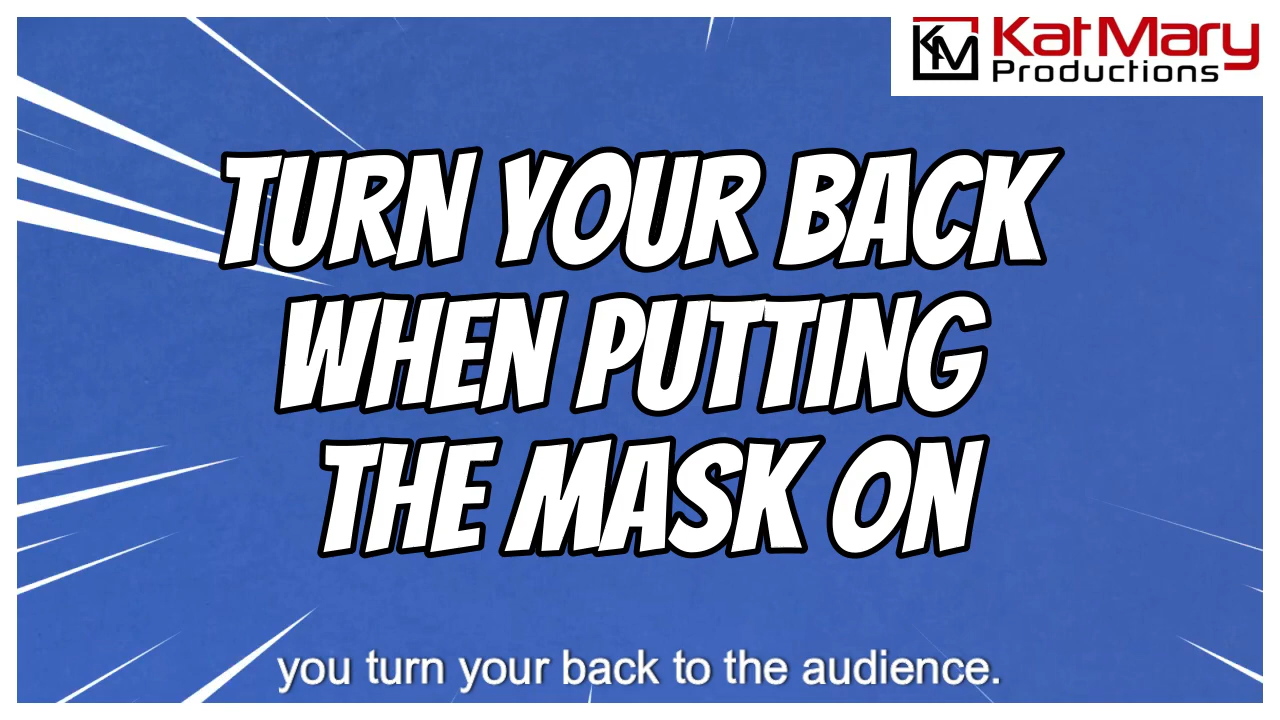 KM KatMary
Productions
TURN YOUR BACK
WHEN PUTTING
THE MASK ON
you turn your back to the audience.